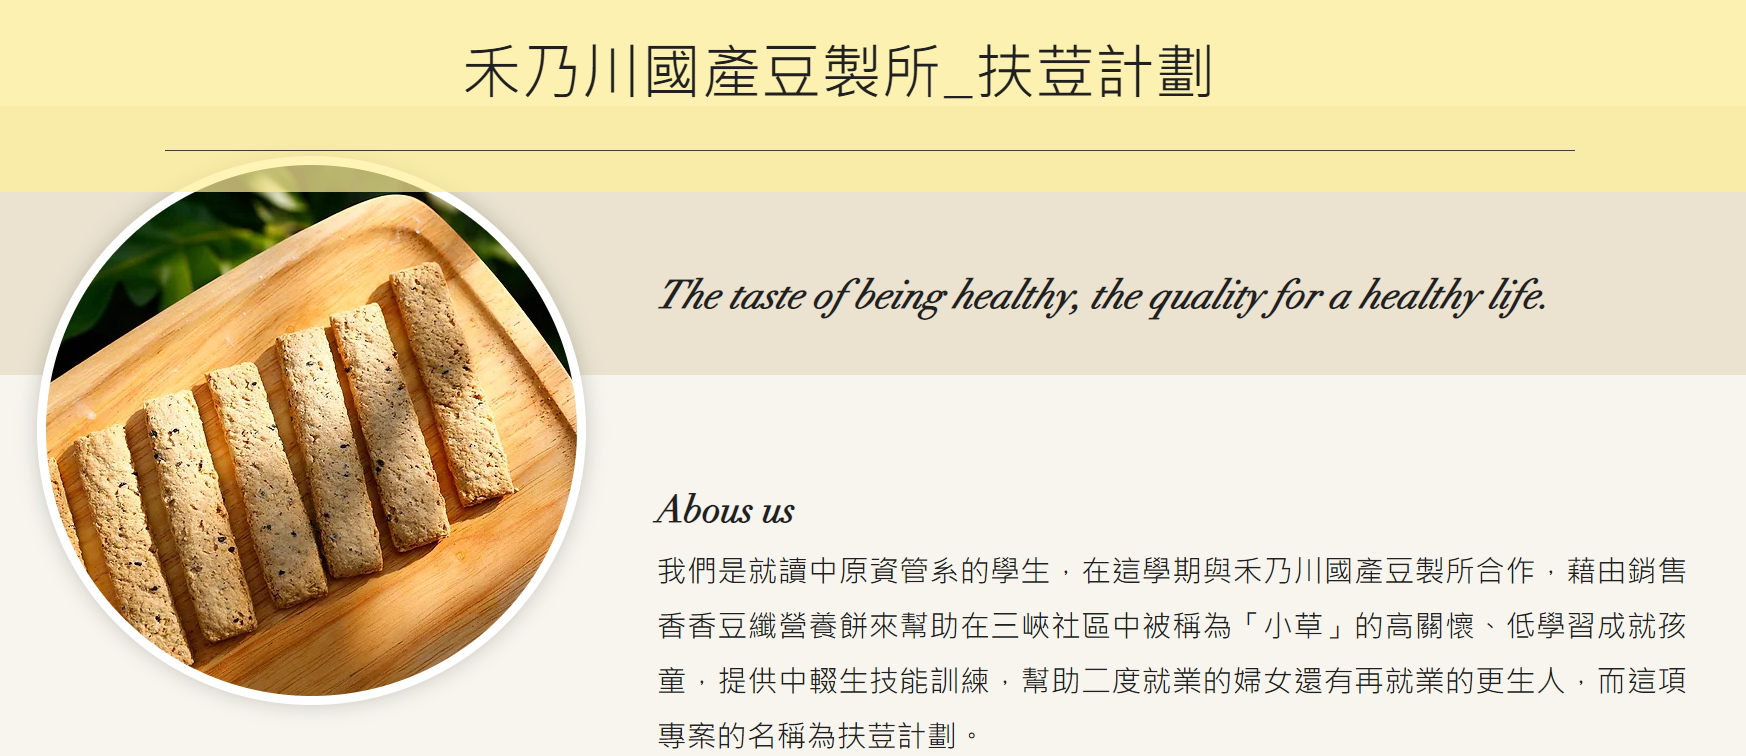 禾乃川國產豆製所_扶荳計劃
The taste of being healthy, the quality for a healthy life.
Abous us
我們是就讀中原資管系的學生，在這學期與禾乃川國產豆製所合作，藉由銷售
香香豆纖營養餅來幫助在三峽社區中被稱為「小草」的高關懷、低學習成就孩
童，提供中輟生技能訓練，幫助二度就業的婦女還有再就業的更生人，而這項
專案的名稱為扶荳計劃。